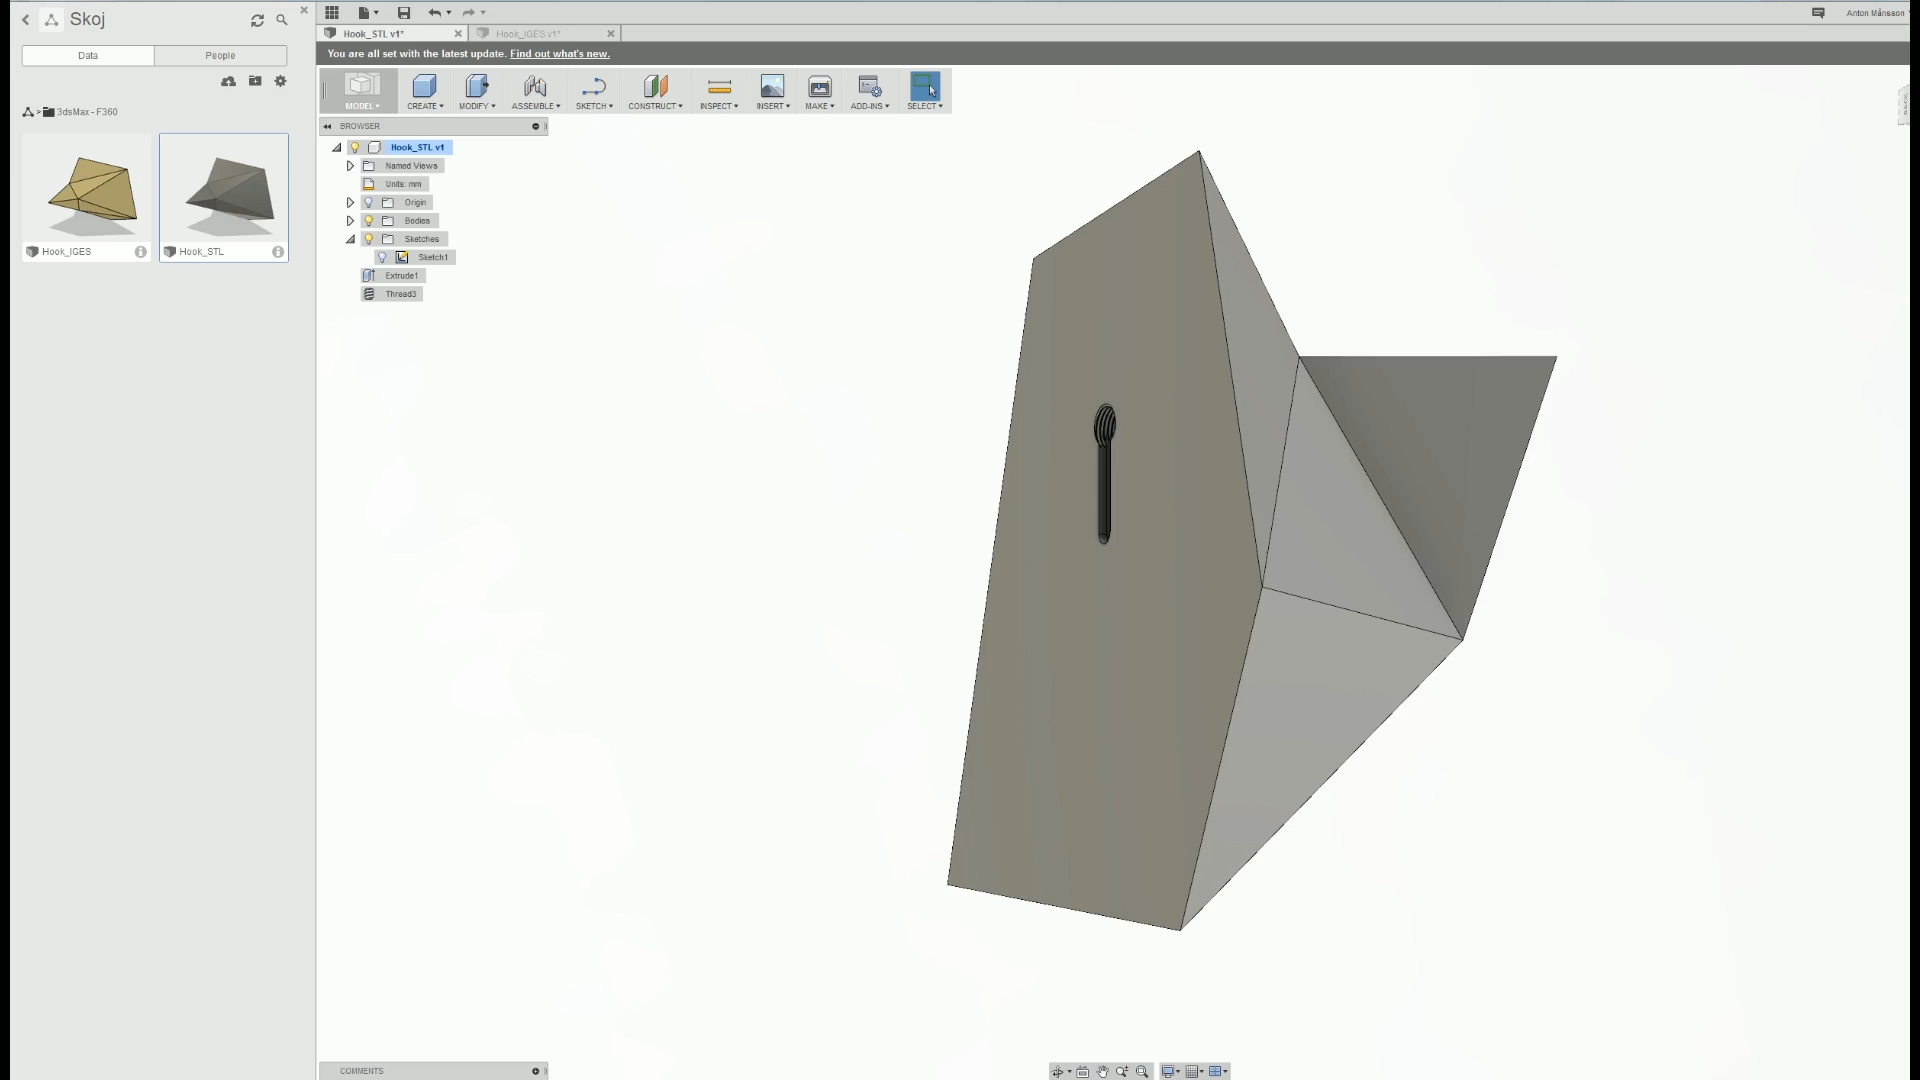 Skoj
Anton Månsson
Data People
Hook_STL v1* Hook_IGES v1*
You are all set with the latest update. Find out what's new.
MODEL CREATE MODIFY ASSEMBLE SKETCH CONSTRUCT INSPECT INSERT MAKE ADD-INS SELECT
3dsMax - F360
BROWSER
Hook_STL v1
Named Views
Units: mm
Origin
Bodies
Sketches
Sketch1
Extrude1
Thread3
Hook_IGES Hook_STL
COMMENTS